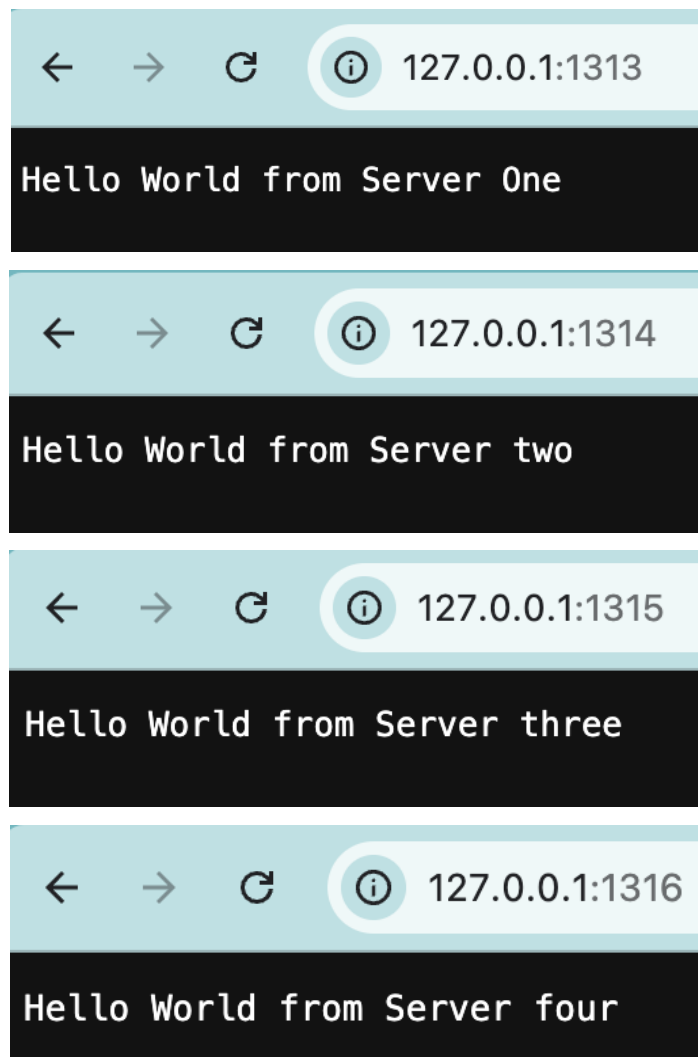 127.0.0.1:1313
Hello World from Server One
127.0.0.1:1314
Hello World from Server two
127.0.0.1:1315
Hello World from Server three
127.0.0.1:1316
Hello World from Server four